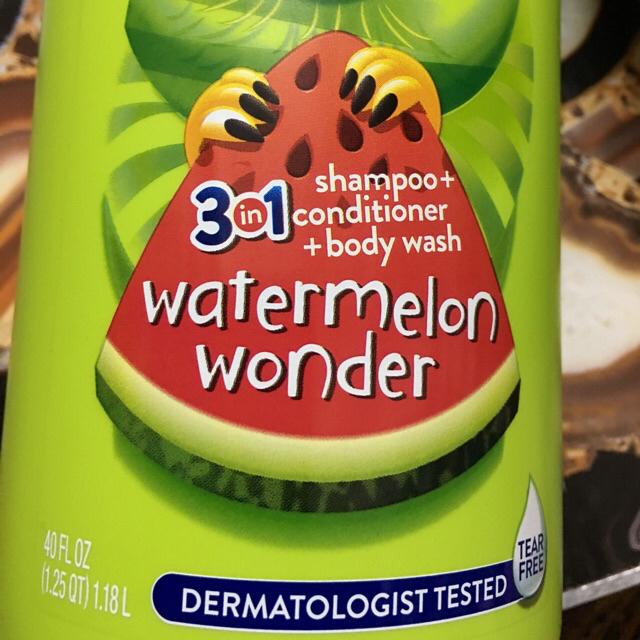 3in1
shampoo+
conditioner
+body wash
watermelon
wonder
40 FL OZ
(1.25 QT) 1.18 L
DERMATOLOGIST TESTED
TEAR
FREE